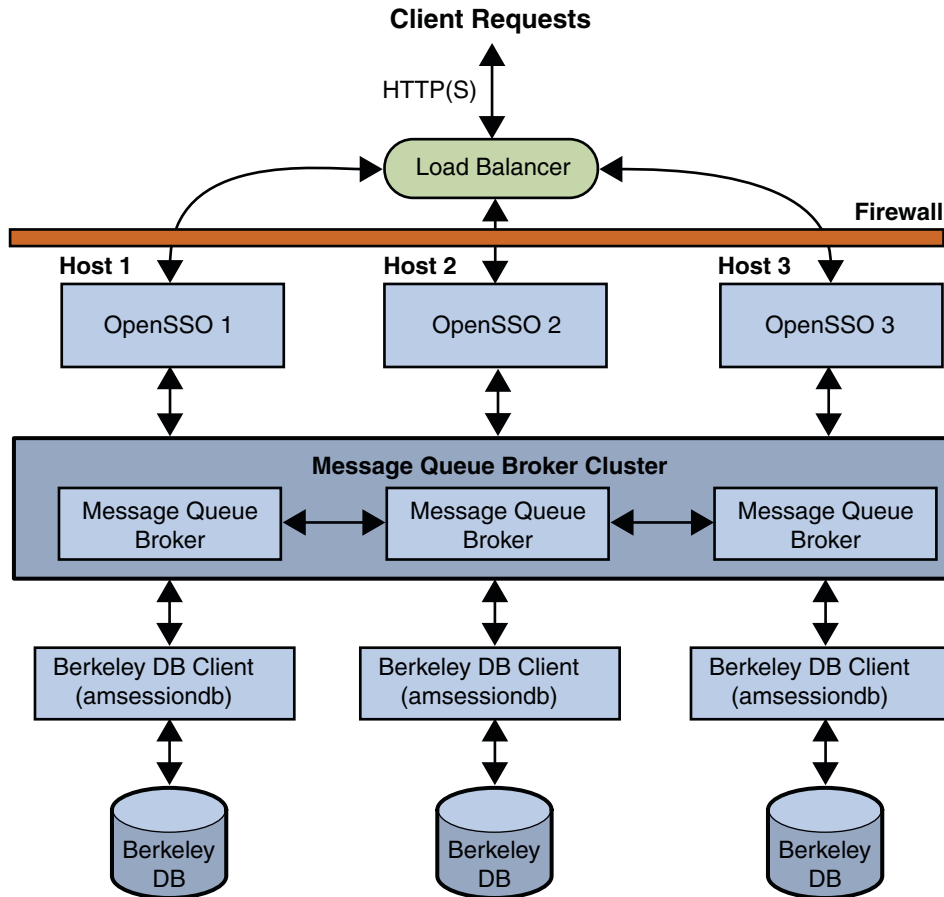 Client Requests
HTTP(S)
Load Balancer
Firewall
Host 1
Host 2
Host 3
OpenSSO 1
OpenSSO 2
OpenSSO 3
Message Queue Broker Cluster
Message Queue
Broker
Message Queue
Broker
Message Queue
Broker
Berkeley DB Client
(amsessiondb)
Berkeley DB Client
(amsessiondb)
Berkeley DB Client
(amsessiondb)
Berkeley
DB
Berkeley
DB
Berkeley
DB